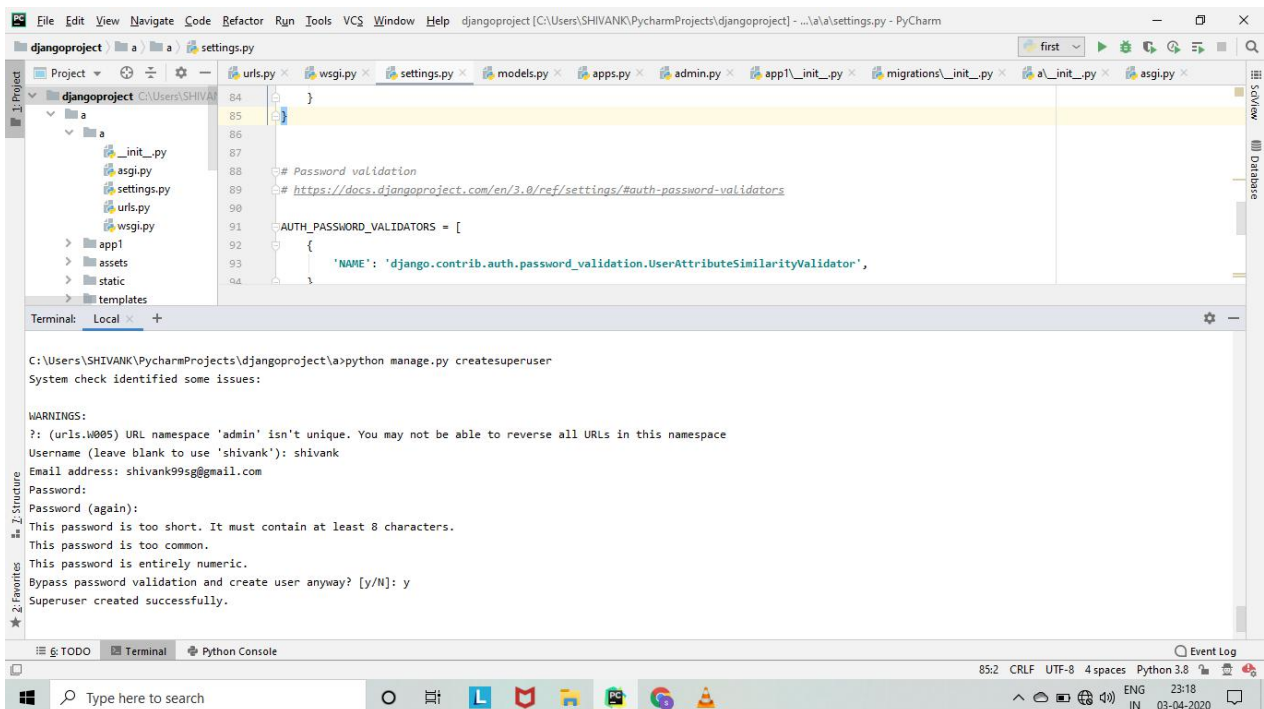 PC File Edit View Navigate Code Refactor Run Tools VCS Window Help djangoproject [C:\Users\SHIVANK\PycharmProjects\djangoproject] - ...\a\a\settings.py - PyCharm
djangoproject a a settings.py first
Project urls.py wsgi.py settings.py models.py apps.py admin.py app1\_init_.py migrations\_init_.py a\_init_.py asgi.py
1: Project
djangoproject C:\Users\SHIVAN
a
a
_init_.py
asgi.py
settings.py
urls.py
wsgi.py
app1
assets
static
templates
84 }
85 }
86
87
88 # Password validation
89 # https://docs.djangoproject.com/en/3.0/ref/settings/#auth-password-validators
90
91 AUTH_PASSWORD_VALIDATORS = [
92 {
93 'NAME': 'django.contrib.auth.password_validation.UserAttributeSimilarityValidator',
94 }
SciView
Database
Terminal: Local +
C:\Users\SHIVANK\PycharmProjects\djangoproject\a>python manage.py createsuperuser
System check identified some issues:
WARNINGS:
?: (urls.W005) URL namespace 'admin' isn't unique. You may not be able to reverse all URLs in this namespace
Username (leave blank to use 'shivank'): shivank
Email address: shivank99sg@gmail.com
Password:
Password (again):
This password is too short. It must contain at least 8 characters.
This password is too common.
This password is entirely numeric.
Bypass password validation and create user anyway? [y/N]: y
Superuser created successfully.
7: Structure
2: Favorites
6: TODO Terminal Python Console Event Log
85:2 CRLF UTF-8 4 spaces Python 3.8
Type here to search L PC S ENG 23:18
IN 03-04-2020